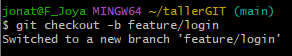 jonat@F_Joya MINGW64 ~/tallerGIT (main)
$ git checkout -b feature/login
Switched to a new branch 'feature/login'